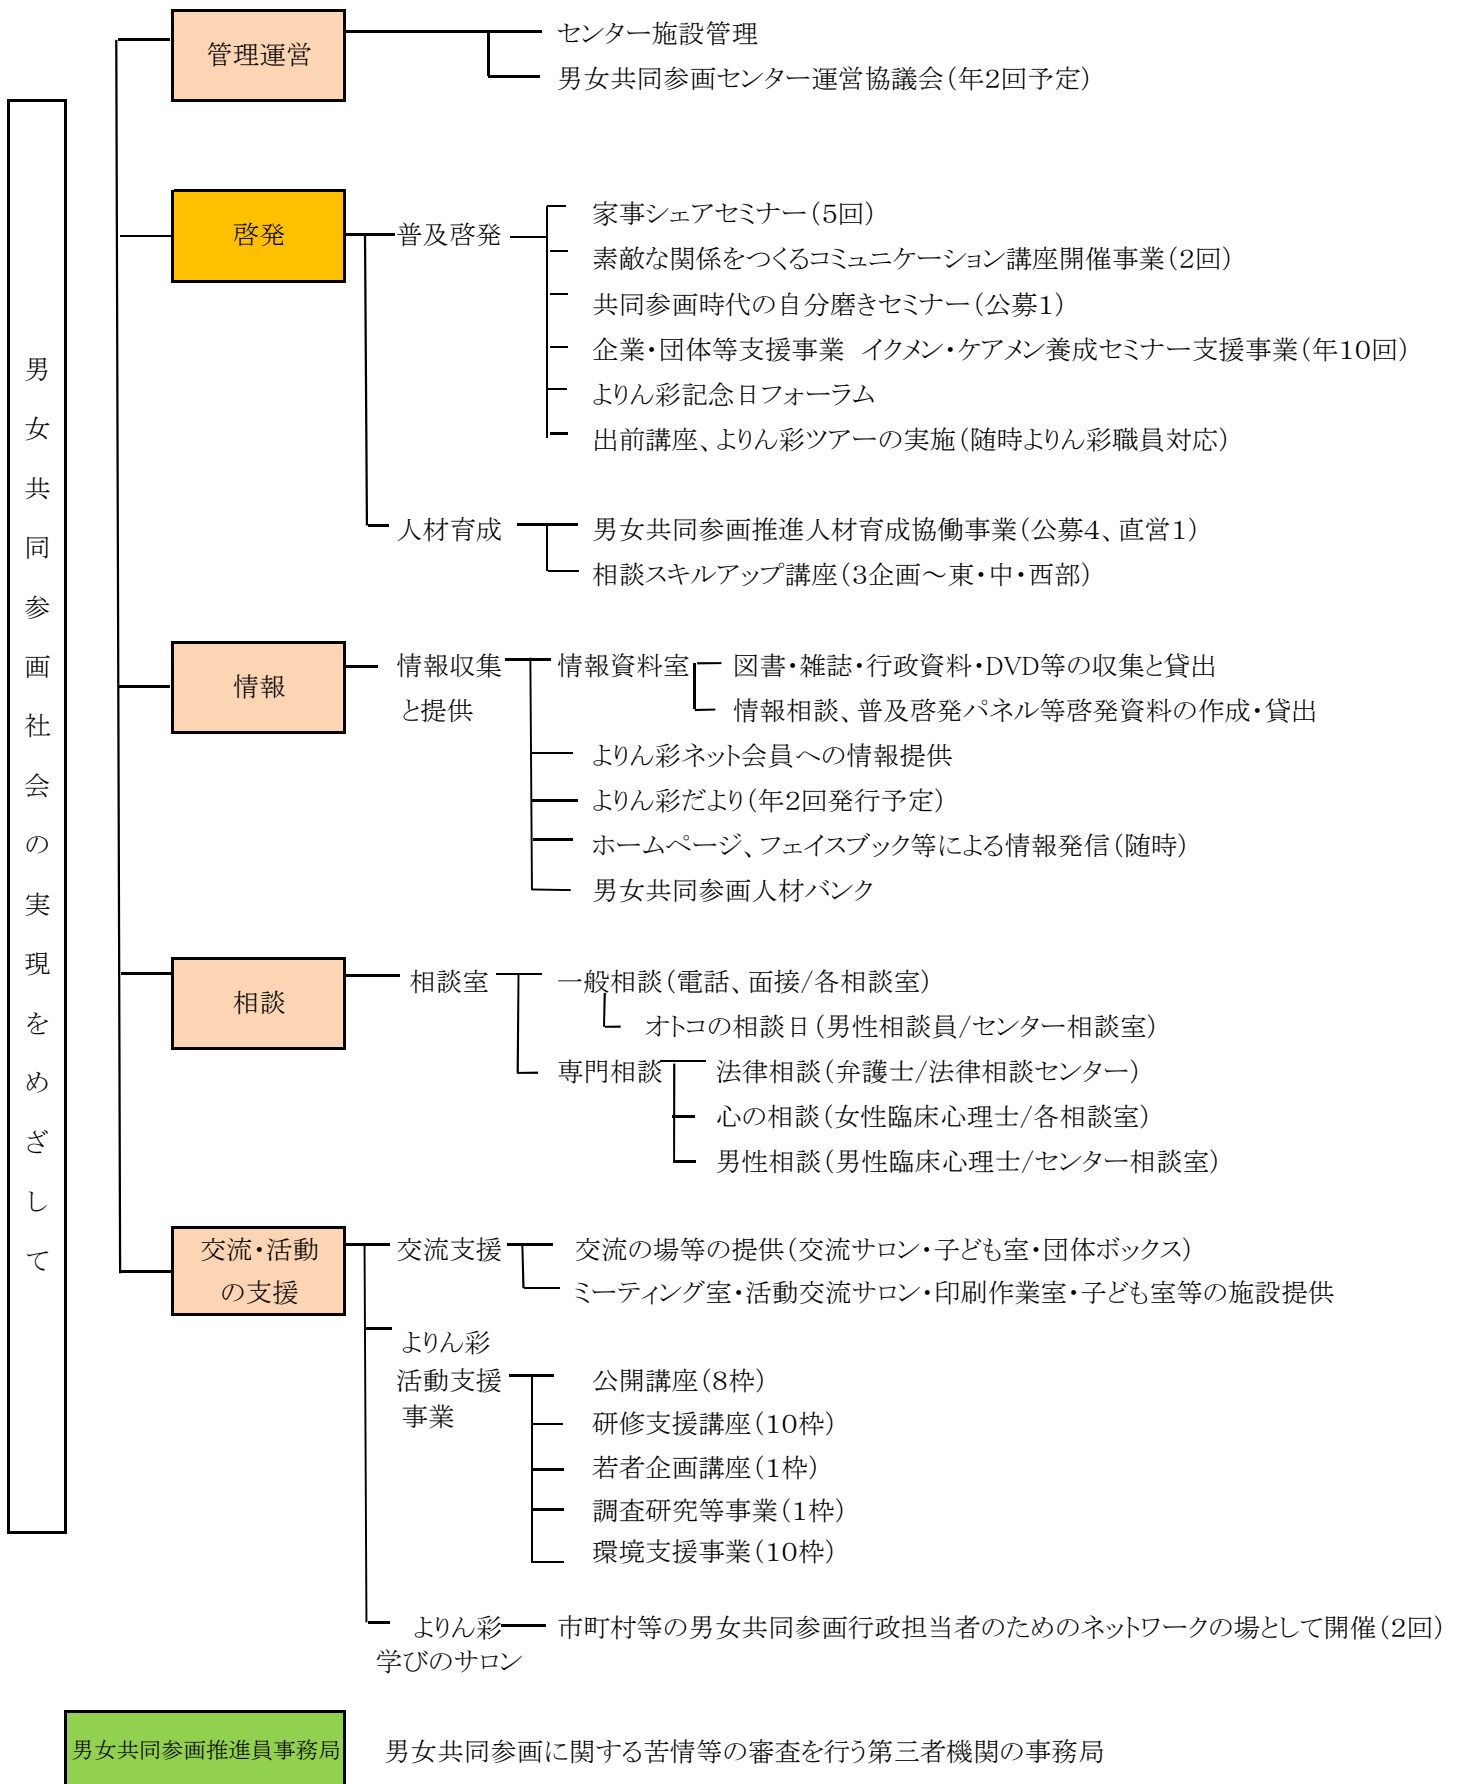 男女共同参画社会の実現をめざして
管理運営
センター施設管理
男女共同参画センター運営協議会（年2回予定）
啓発
普及啓発
家事シェアセミナー（5回）
素敵な関係をつくるコミュニケーション講座開催事業（2回）
共同参画時代の自分磨きセミナー（公募1）
企業・団体等支援事業　イクメン・ケアメン養成セミナー支援事業（年10回）
よりん彩記念日フォーラム
出前講座、よりん彩ツアーの実施（随時よりん彩職員対応）
人材育成
男女共同参画推進人材育成協働事業（公募4、直営1）
相談スキルアップ講座（3企画～東・中・西部）
情報
情報収集
と提供
情報資料室
図書・雑誌・行政資料・DVD等の収集と貸出
情報相談、普及啓発パネル等啓発資料の作成・貸出
よりん彩ネット会員への情報提供
よりん彩だより（年2回発行予定）
ホームページ、フェイスブック等による情報発信（随時）
男女共同参画人材バンク
相談
相談室
一般相談（電話、面接/各相談室）
オトコの相談日（男性相談員/センター相談室）
専門相談
法律相談（弁護士/法律相談センター）
心の相談（女性臨床心理士/各相談室）
男性相談（男性臨床心理士/センター相談室）
交流・活動
の支援
交流支援
交流の場等の提供（交流サロン・子ども室・団体ボックス）
ミーティング室・活動交流サロン・印刷作業室・子ども室等の施設提供
よりん彩
活動支援
事業
公開講座（8枠）
研修支援講座（10枠）
若者企画講座（1枠）
調査研究等事業（1枠）
環境支援事業（10枠）
よりん彩
学びのサロン
市町村等の男女共同参画行政担当者のためのネットワークの場として開催（2回）
男女共同参画推進員事務局
男女共同参画に関する苦情等の審査を行う第三者機関の事務局